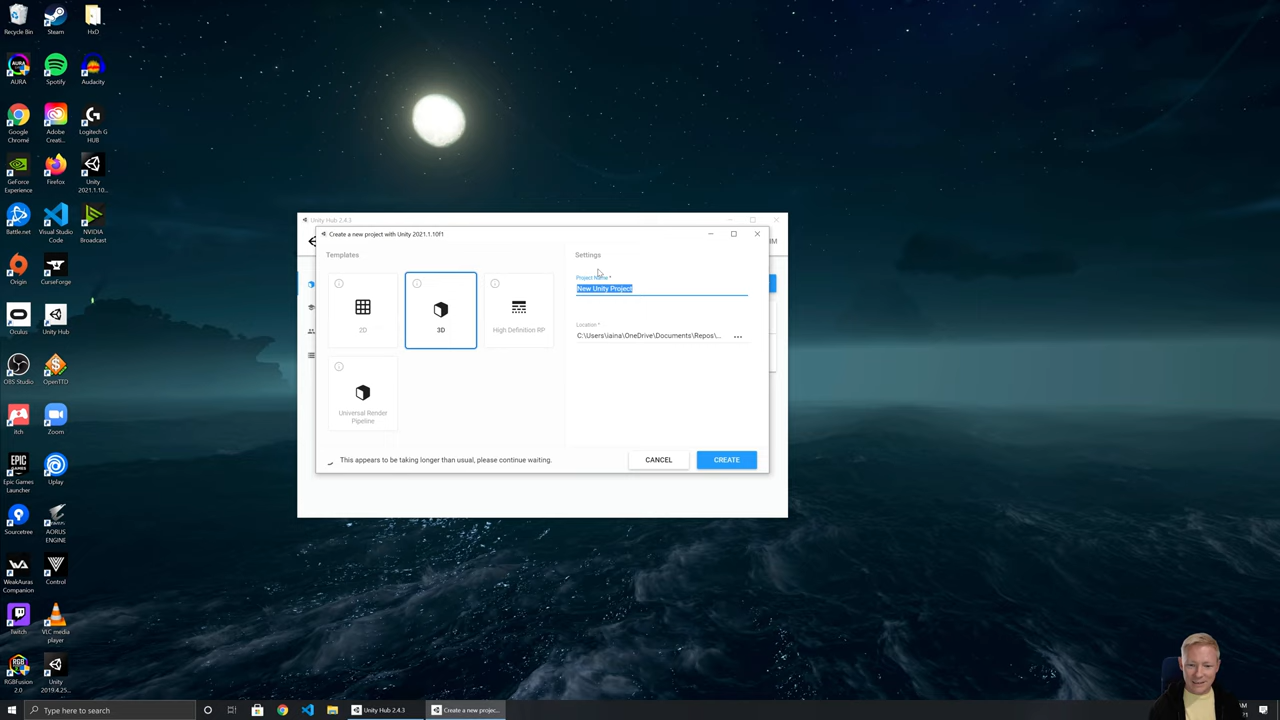 Recycle Bin
Steam
HxD
AURA
Spotify
Audacity
Google Chrome
Adobe Creati...
Logitech G HUB
GeForce Experience
Firefox
Unity 2021.1.10...
Battle.net
Visual Studio Code
NVIDIA Broadcast
Origin
CurseForge
Oculus
Unity Hub
OBS Studio
OpenTTD
itch
Zoom
Epic Games Launcher
Uplay
Sourcetree
AORUS ENGINE
WeakAuras Companion
Control
Twitch
VLC media player
RGBFusion 2.0
Unity 2019.4.25...
Unity Hub 2.4.3
Create a new project with Unity 2021.1.10f1
Templates
2D
3D
High Definition RP
Universal Render
Pipeline
Settings
Project Name *
New Unity Project
Location *
C:\Users\iaina\OneDrive\Documents\Repos\...
...
This appears to be taking longer than usual, please continue waiting.
CANCEL
CREATE
Type here to search
Unity Hub 2.4.3
Create a new projec...